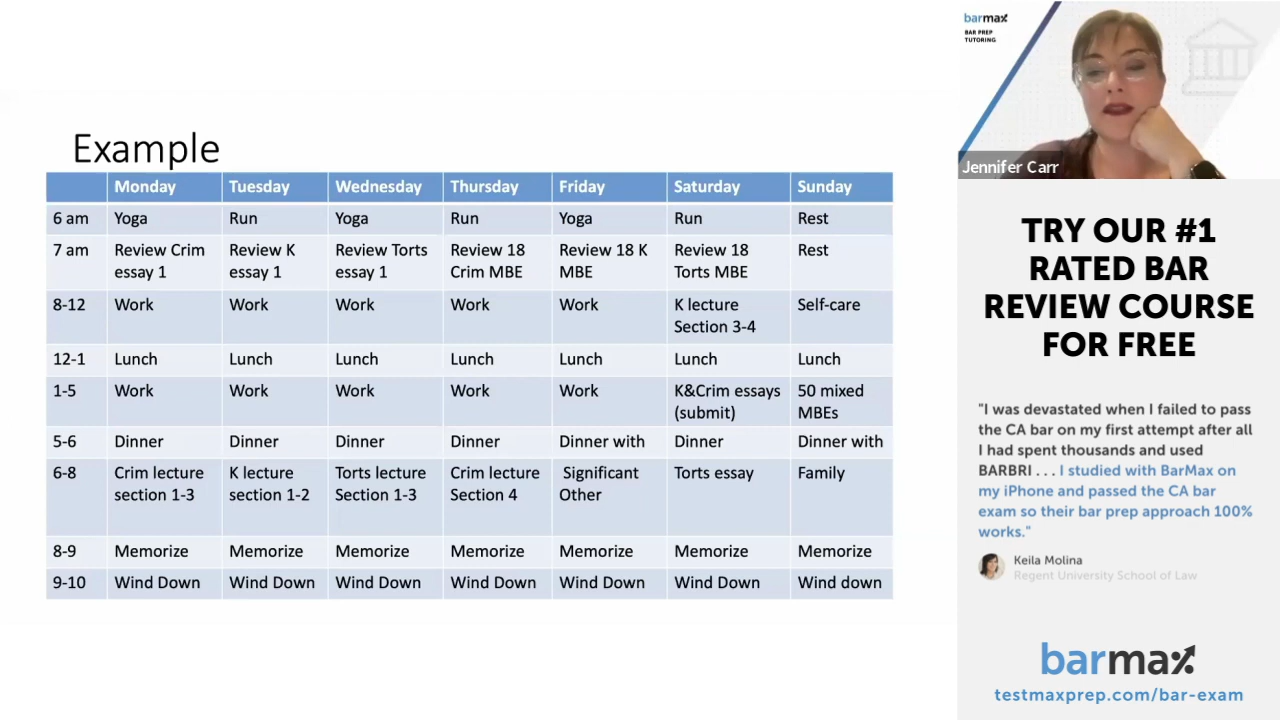 Example
Monday Tuesday Wednesday Thursday Friday Saturday Sunday
6 am Yoga Run Yoga Run Yoga Run Rest
7 am Review Crim Review K Review Torts Review 18 Review 18 K Review 18 Rest
essay 1 essay 1 essay 1 Crim MBE MBE Torts MBE
8-12 Work Work Work Work Work K lecture Self-care
Section 3-4
12-1 Lunch Lunch Lunch Lunch Lunch Lunch Lunch
1-5 Work Work Work Work Work K&Crim essays 50 mixed
(submit) MBEs
5-6 Dinner Dinner Dinner Dinner Dinner with Dinner Dinner with
6-8 Crim lecture K lecture Torts lecture Crim lecture Significant Torts essay Family
section 1-3 section 1-2 Section 1-3 Section 4 Other
8-9 Memorize Memorize Memorize Memorize Memorize Memorize Memorize
9-10 Wind Down Wind Down Wind Down Wind Down Wind Down Wind Down Wind down
barmax
BAR PREP
TUTORING
Jennifer Carr
TRY OUR #1
RATED BAR
REVIEW COURSE
FOR FREE
"I was devastated when I failed to pass
the CA bar on my first attempt after all
I had spent thousands and used
BARBRI . . . I studied with BarMax on
my iPhone and passed the CA bar
exam so their bar prep approach 100%
works."
Keila Molina
Regent University School of Law
barmax
testmaxprep.com/bar-exam